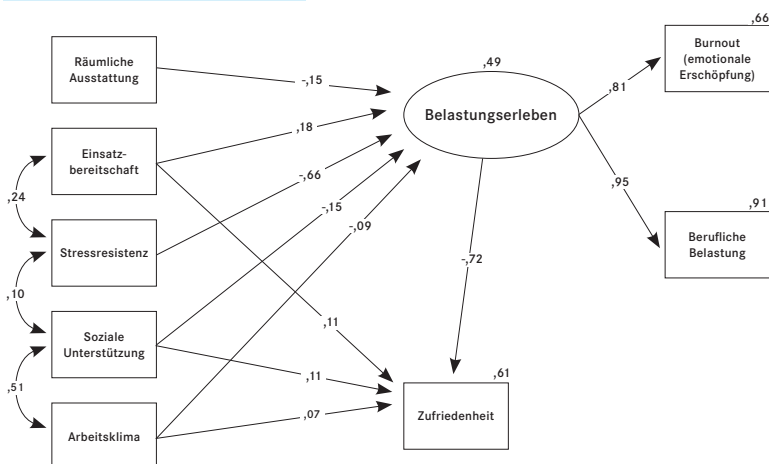 Räumliche
Ausstattung
Einsatz-
bereitschaft
Stressresistenz
Soziale
Unterstützung
Arbeitsklima
,24
,10
,51
-,15
,18
-,66
-,15
-,09
,11
,11
,07
,49
Belastungserleben
-,72
,61
Zufriedenheit
,81
,95
,66
Burnout
(emotionale
Erschöpfung)
,91
Berufliche
Belastung